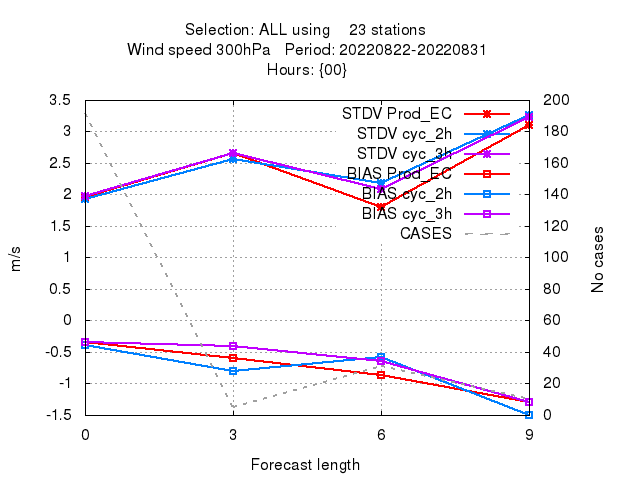 Selection: ALL using 23 stations
Wind speed 300hPa Period: 20220822-20220831
Hours: {00}
STDV Prod_EC
STDV cyc_2h
STDV cyc_3h
BIAS Prod_EC
BIAS cyc_2h
BIAS cyc_3h
CASES
3.5
3
2.5
2
1.5
1
0.5
0
-0.5
-1
-1.5
m/s
200
180
160
140
120
100
80
60
40
20
0
No cases
0 3 6 9
Forecast length